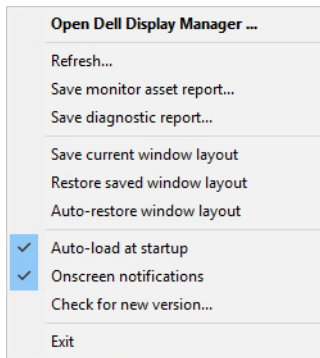 Open Dell Display Manager ...
Refresh...
Save monitor asset report...
Save diagnostic report...
Save current window layout
Restore saved window layout
Auto-restore window layout
Auto-load at startup
Onscreen notifications
Check for new version...
Exit